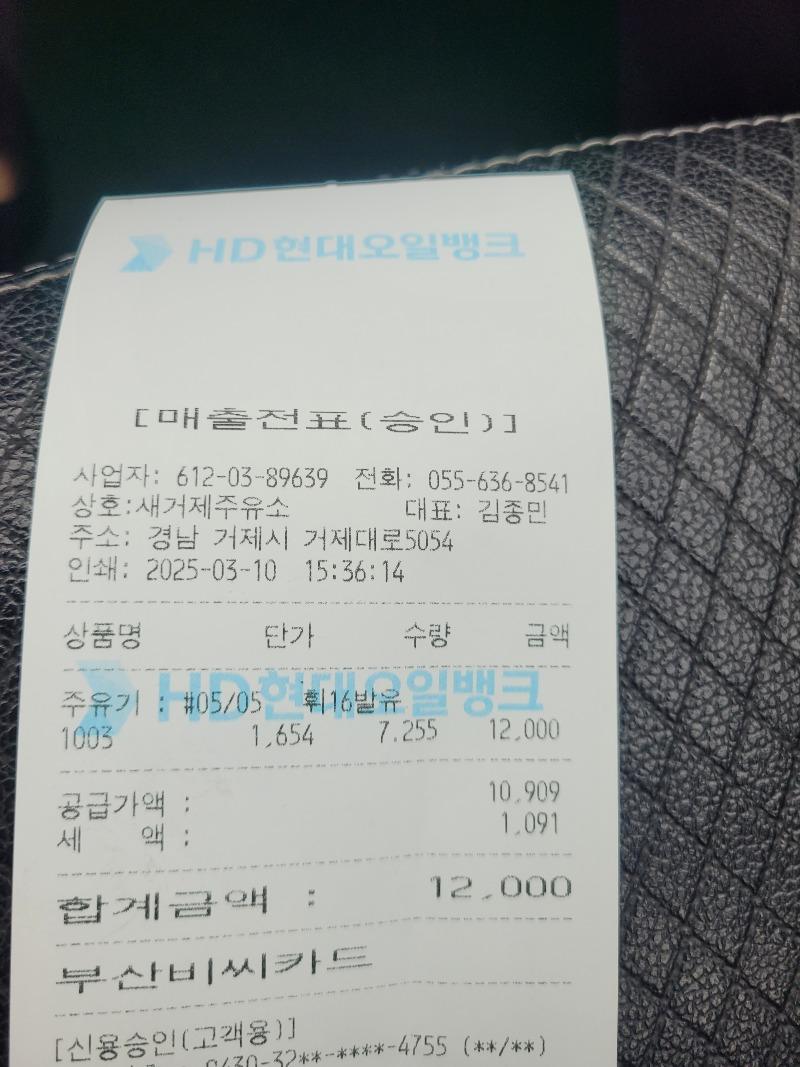 HD현대오일뱅크
[매출전표(승인)]
사업자: 612-03-89639 전화: 055-636-8541
상호:새거제주유소 대표: 김종민
주소: 경남 거제시 거제대로5054
인쇄: 2025-03-10 15:36:14
상품명 단가 수량 금액
HD현대오일뱅크
주유기 : #05/05 휘16발유
1003 1,654 7.255 12,000
공급가액 : 10,909
세 액 : 1,091
합계금액 : 12,000
부산비씨카드
[신용승인(고객용)]
9430-32**-****-4755 (**/**)